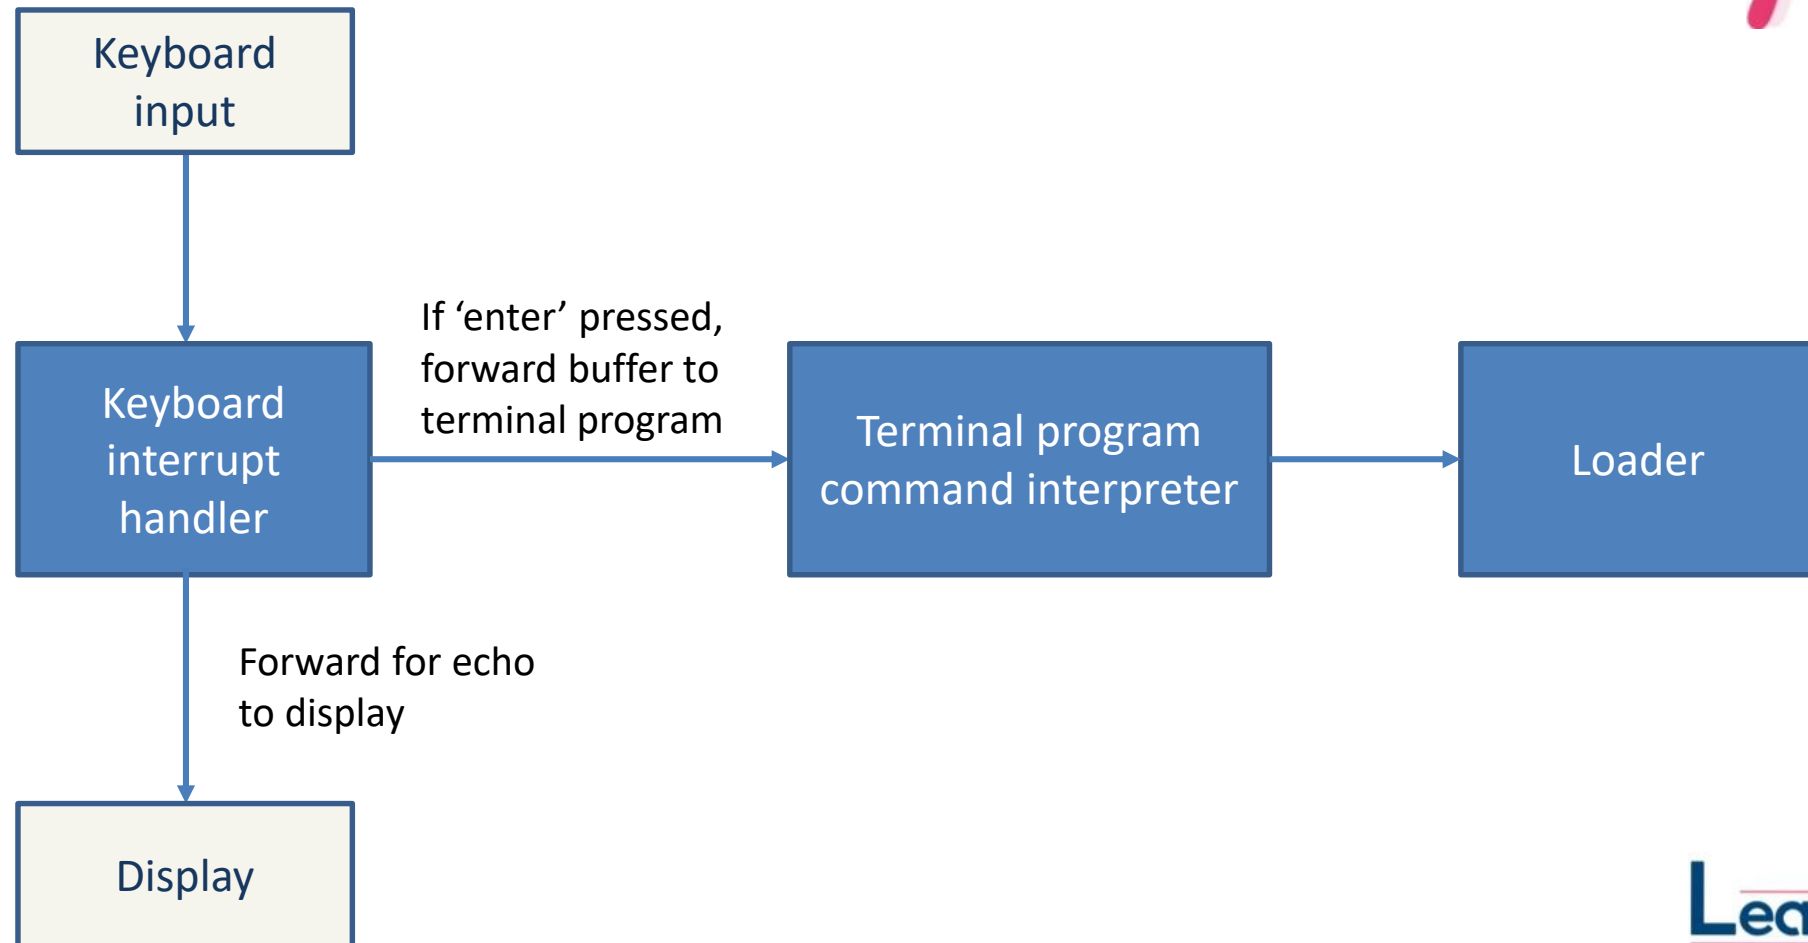 Keyboard
input
If ‘enter’ pressed,
forward buffer to
terminal program
Keyboard
interrupt
handler
Terminal program
command interpreter
Loader
Forward for echo
to display
Display